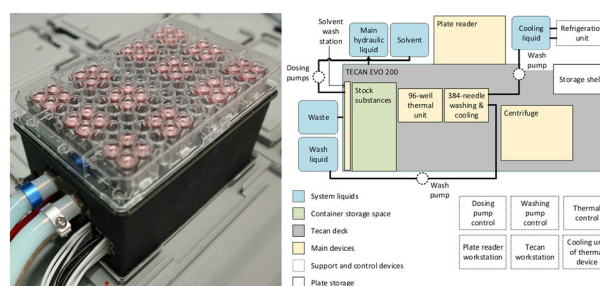 Solvent
wash
station
Main
hydraulic
liquid
Solvent
Plate reader
Cooling
liquid
Refrigeration
unit
Dosing
pumps
Wash
pump
TECAN EVO 200
Storage shelf
Stock
substances
96-well
thermal
unit
384-needle
washing &
cooling
Waste
Centrifuge
Wash
liquid
Wash
pump
System liquids
Container storage space
Tecan deck
Main devices
Support and control devices
Plate storage
Dosing
pump
control
Washing
pump
control
Thermal
control
Plate reader
workstation
Tecan
workstation
Cooling un
of therma
device